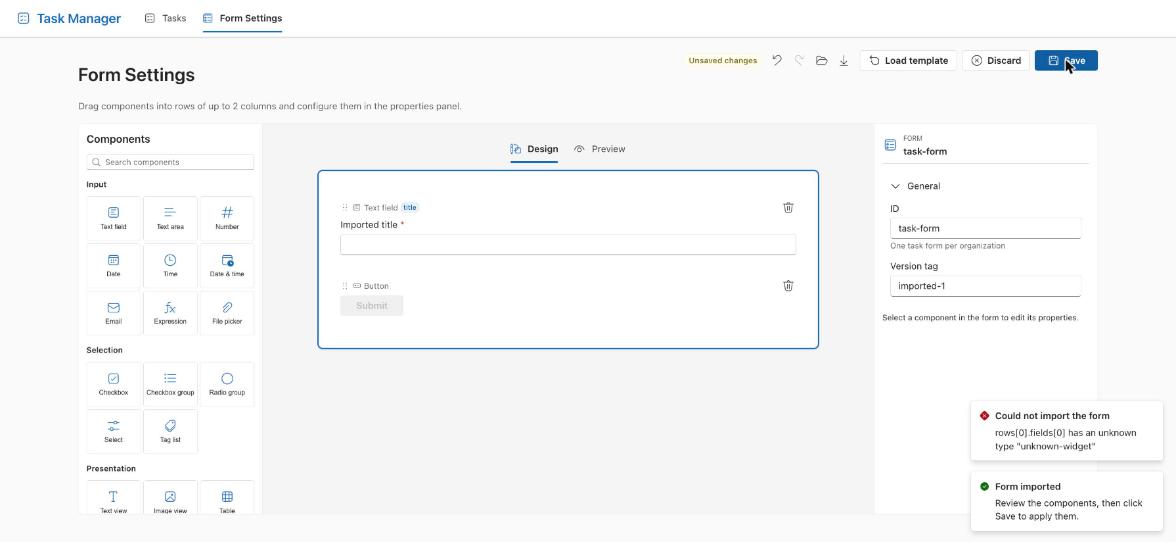 Task Manager
Tasks
Form Settings
Form Settings
Unsaved changes
Load template
Discard
Save
Drag components into rows of up to 2 columns and configure them in the properties panel.
Components
Search components
Input
Text field
Text area
Number
Date
Time
Date & time
Email
Expression
File picker
Selection
Checkbox
Checkbox group
Radio group
Select
Tag list
Presentation
Text view
Image view
Table
Design
Preview
Text field title
Imported title *
Button
Submit
FORM
task-form
General
ID
task-form
One task form per organization
Version tag
imported-1
Select a component in the form to edit its properties.
Could not import the form
rows[0].fields[0] has an unknown
type "unknown-widget"
Form imported
Review the components, then click
Save to apply them.